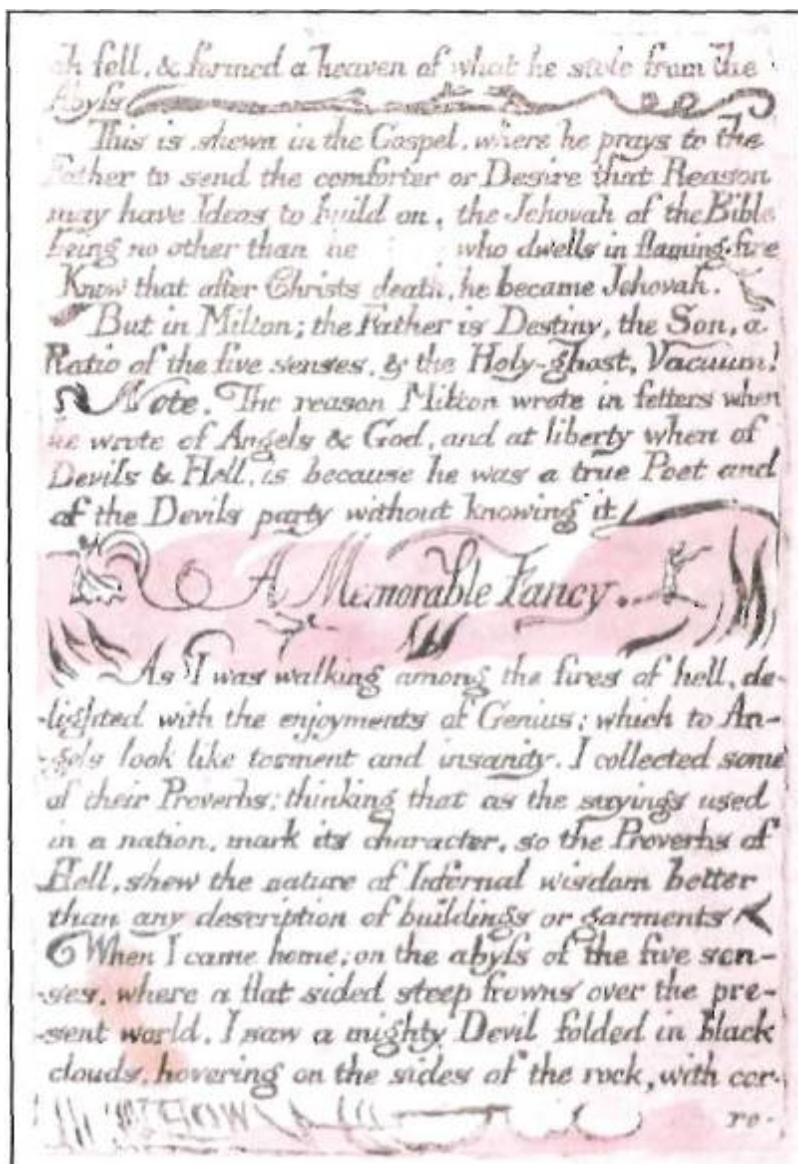 ah fell, & formed a heaven of what he stole from the
Abyſs
This is shewn in the Gospel, where he prays to the
Father to send the comforter or Desire that Reason
may have Ideas to build on, the Jehovah of the Bible
being no other than he who dwells in flaming fire
Know that after Christs death, he became Jehovah.
But in Milton; the Father is Destiny, the Son, a
Ratio of the five senses, & the Holy-ghost, Vacuum!
Note. The reason Milton wrote in fetters when
he wrote of Angels & God, and at liberty when of
Devils & Hell, is because he was a true Poet and
of the Devils party without knowing it
A Memorable Fancy.
As I was walking among the fires of hell, de-
-lighted with the enjoyments of Genius; which to An-
-gels look like torment and insanity. I collected some
of their Proverbs; thinking that as the sayings used
in a nation, mark its character, so the Proverbs of
Hell, shew the nature of Infernal wisdom better
than any description of buildings or garments
When I came home; on the abyſs of the five sen-
-ses, where a flat sided steep frowns over the pre-
-sent world, I saw a mighty Devil folded in black
clouds, hovering on the sides of the rock, with cor-
ro-